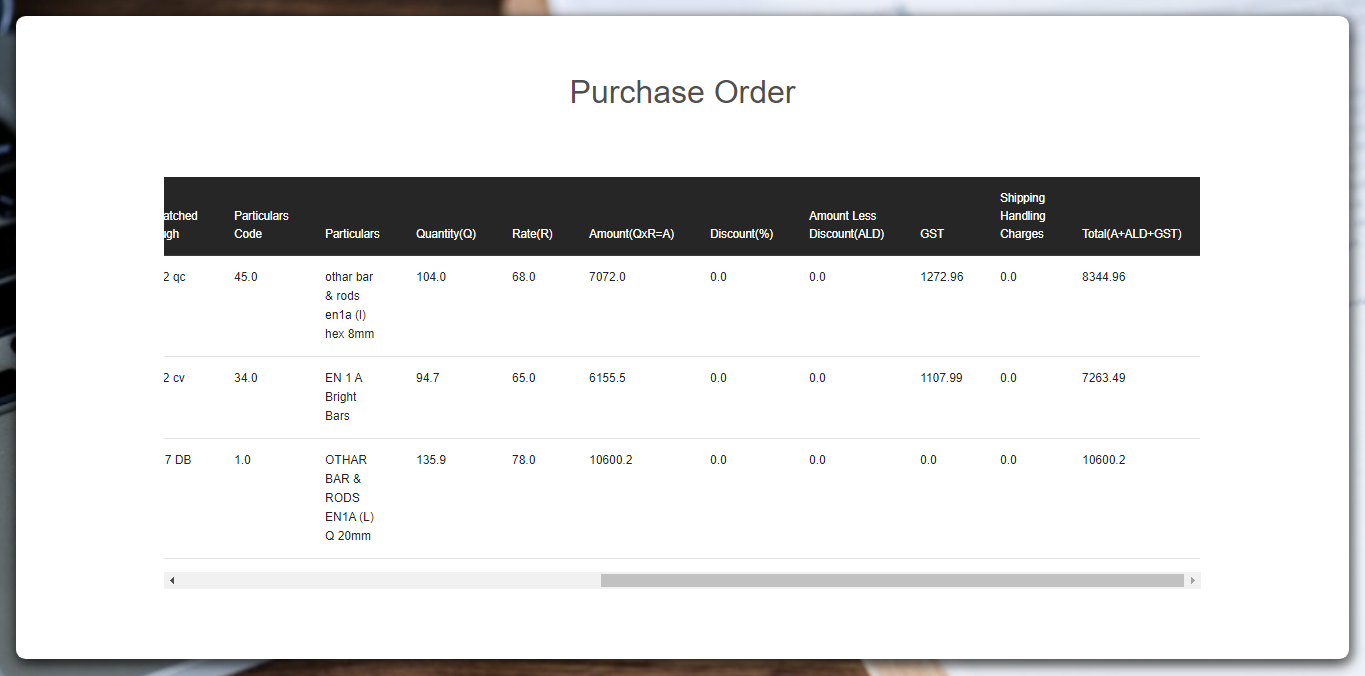 Purchase Order
Particulars Code Particulars Quantity(Q) Rate(R) Amount(QxR=A) Discount(%) Amount Less Discount(ALD) GST Shipping Handling Charges Total(A+ALD+GST)
2 qc 45.0 othar bar & rods en1a (l) hex 8mm 104.0 68.0 7072.0 0.0 0.0 1272.96 0.0 8344.96
2 cv 34.0 EN 1 A Bright Bars 94.7 65.0 6155.5 0.0 0.0 1107.99 0.0 7263.49
7 DB 1.0 OTHAR BAR & RODS EN1A (L) Q 20mm 135.9 78.0 10600.2 0.0 0.0 0.0 0.0 10600.2